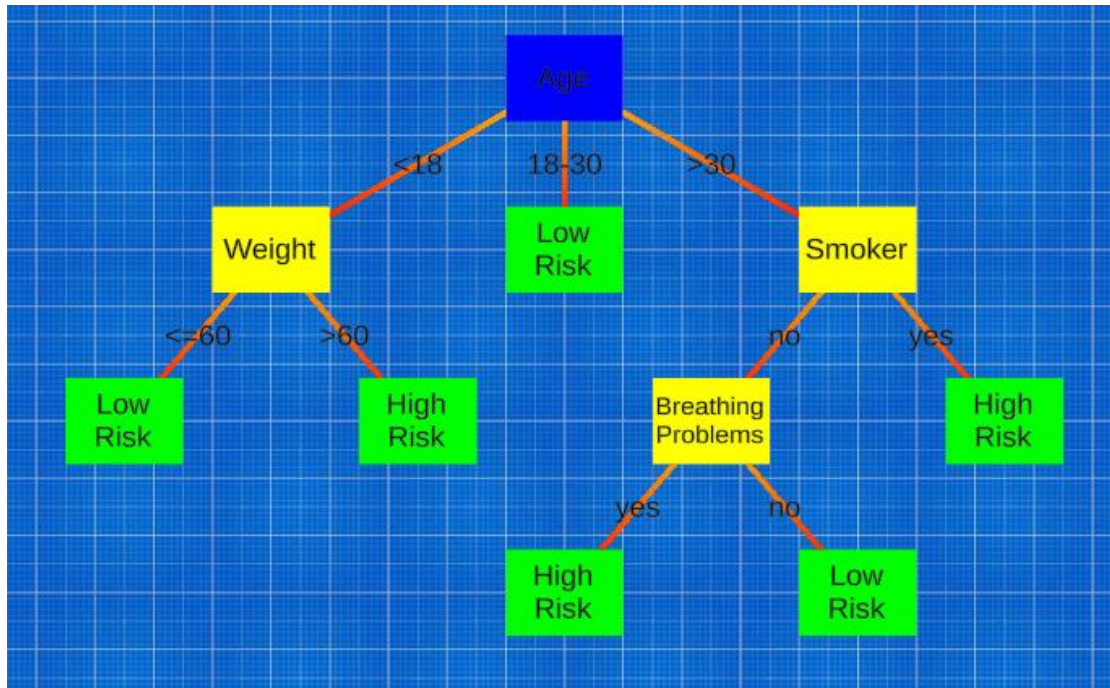 Age
<18
18-30
>30
Weight
Low
Risk
Smoker
<=60
>60
no
yes
Low
Risk
High
Risk
Breathing
Problems
High
Risk
yes
no
High
Risk
Low
Risk